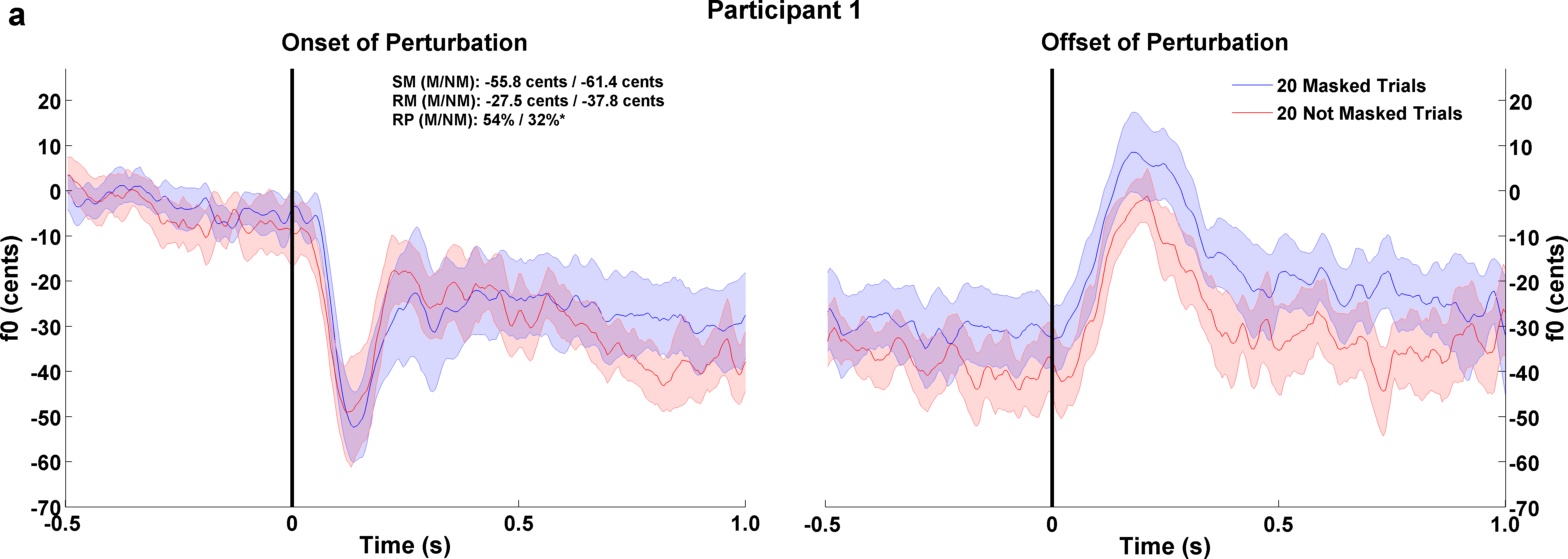 a
Participant 1
Onset of Perturbation
SM (M/NM): -55.8 cents / -61.4 cents
RM (M/NM): -27.5 cents / -37.8 cents
RP (M/NM): 54% / 32%*
f0 (cents)
20
10
0
-10
-20
-30
-40
-50
-60
-70
-0.5
0
0.5
1.0
Time (s)
Offset of Perturbation
20 Masked Trials
20 Not Masked Trials
20
10
0
-10
-20
-30
-40
-50
-60
-70
f0 (cents)
-0.5
0
0.5
1.0
Time (s)